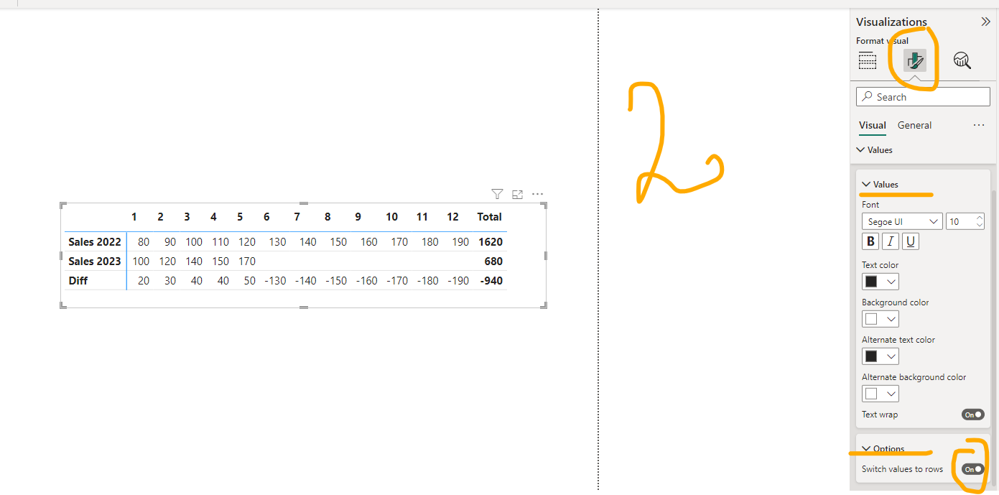 Visualizations
Format visual
2
Search
Visual General
Values
Values
Font
Segoe UI 10
B I U
Text color
Background color
Alternate text color
Alternate background color
Text wrap On
Options
Switch values to rows On
1 2 3 4 5 6 7 8 9 10 11 12 Total
Sales 2022 80 90 100 110 120 130 140 150 160 170 180 190 1620
Sales 2023 100 120 140 150 170 680
Diff 20 30 40 40 50 -130 -140 -150 -160 -170 -180 -190 -940